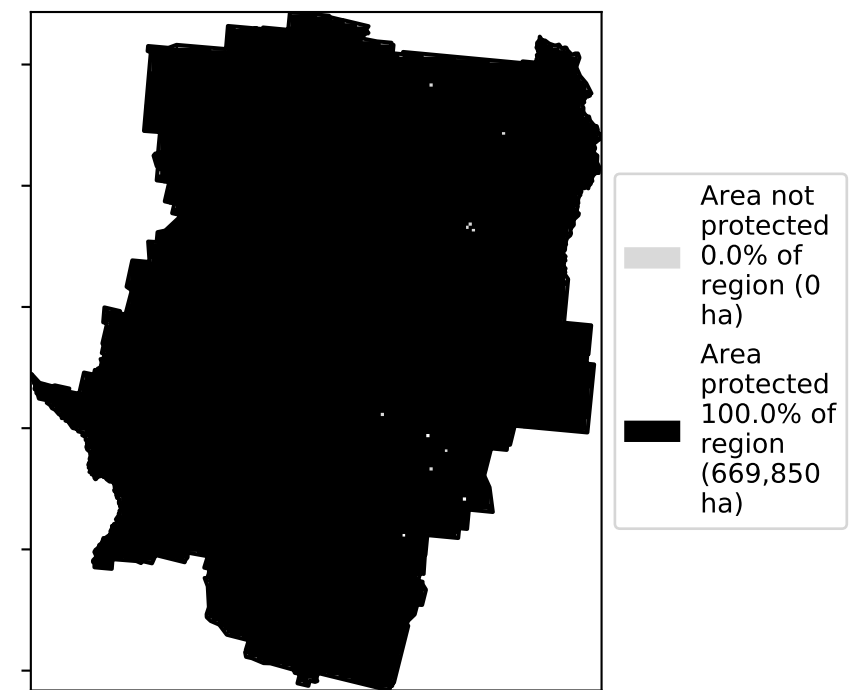 Area not
protected
0.0% of
region (0
ha)
Area
protected
100.0% of
region
(669,850
ha)